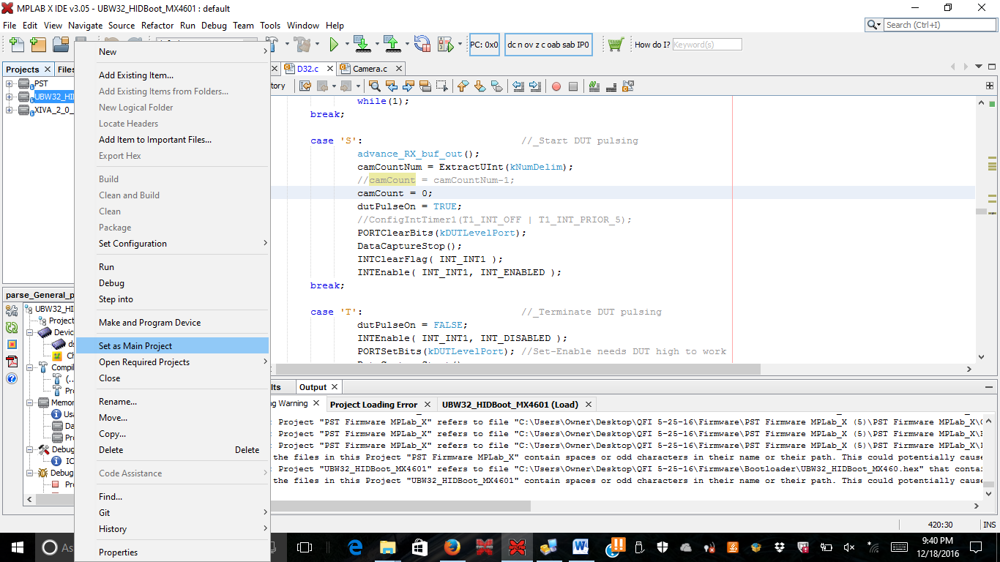 MPLAB X IDE v3.05 - UBW32_HIDBoot_MX4601 : default
File Edit View Navigate Source Refactor Run Debug Team Tools Window Help
Search (Ctrl+I)
PC: 0x0
dc n ov z c oab sab IP0
How do I?
Keyword(s)
Projects
Files
PST
UBW32_HI
XIVA_2_0_
New
Add Existing Item...
Add Existing Items from Folders...
New Logical Folder
Locate Headers
Add Item to Important Files...
Export Hex
Build
Clean and Build
Clean
Package
Set Configuration
Run
Debug
Step into
Make and Program Device
Set as Main Project
Open Required Projects
Close
Rename...
Move...
Copy...
Delete Delete
Code Assistance
Find...
Git
History
Properties
D32.c
Camera.c
tory
while(1);
break;
case 'S': //_Start DUT pulsing
advance_RX_buf_out();
camCountNum = ExtractUInt(kNumDelim);
//camCount = camCountNum-1;
camCount = 0;
dutPulseOn = TRUE;
//ConfigIntTimer1(T1_INT_OFF | T1_INT_PRIOR_5);
PORTClearBits(kDUTLevelPort);
DataCaptureStop();
INTClearFlag( INT_INT1 );
INTEnable( INT_INT1, INT_ENABLED );
break;
case 'T': //_Terminate DUT pulsing
dutPulseOn = FALSE;
INTEnable( INT_INT1, INT_DISABLED );
PORTSetBits(kDUTLevelPort); //Set-Enable needs DUT high to work
parse_General_p
UBW32_HI
Project
Devic
ds
Ch
Compil
(..
Pro
Memor
Usa
Da
Pro
Debug
IC
Debug
Pro
lts
Output
ng Warning
Project Loading Error
UBW32_HIDBoot_MX4601 (Load)
: Project "PST Firmware MPLab_X" refers to file "C:\Users\Owner\Desktop\QFI 5-25-16\Firmware\PST Firmware MPLab_X (5)\PST Firmware MPLab_X\
: Project "PST Firmware MPLab_X" refers to file "C:\Users\Owner\Desktop\QFI 5-25-16\Firmware\PST Firmware MPLab_X (5)\PST Firmware MPLab_X\
: Project "PST Firmware MPLab_X" refers to file "C:\Users\Owner\Desktop\QFI 5-25-16\Firmware\PST Firmware MPLab_X (5)\PST Firmware MPLab_X\
the files in this Project "PST Firmware MPLab_X" contain spaces or odd characters in their name or their path. This could potentially cause
: Project "UBW32_HIDBoot_MX4601" refers to file "C:\Users\Owner\Desktop\QFI 5-25-16\Firmware\Bootloader\UBW32_HIDBoot_MX460.hex" that contai
the files in this Project "UBW32_HIDBoot_MX4601" contain spaces or odd characters in their name or their path. This could potentially cause
420:30
INS
As
9:40 PM
12/18/2016